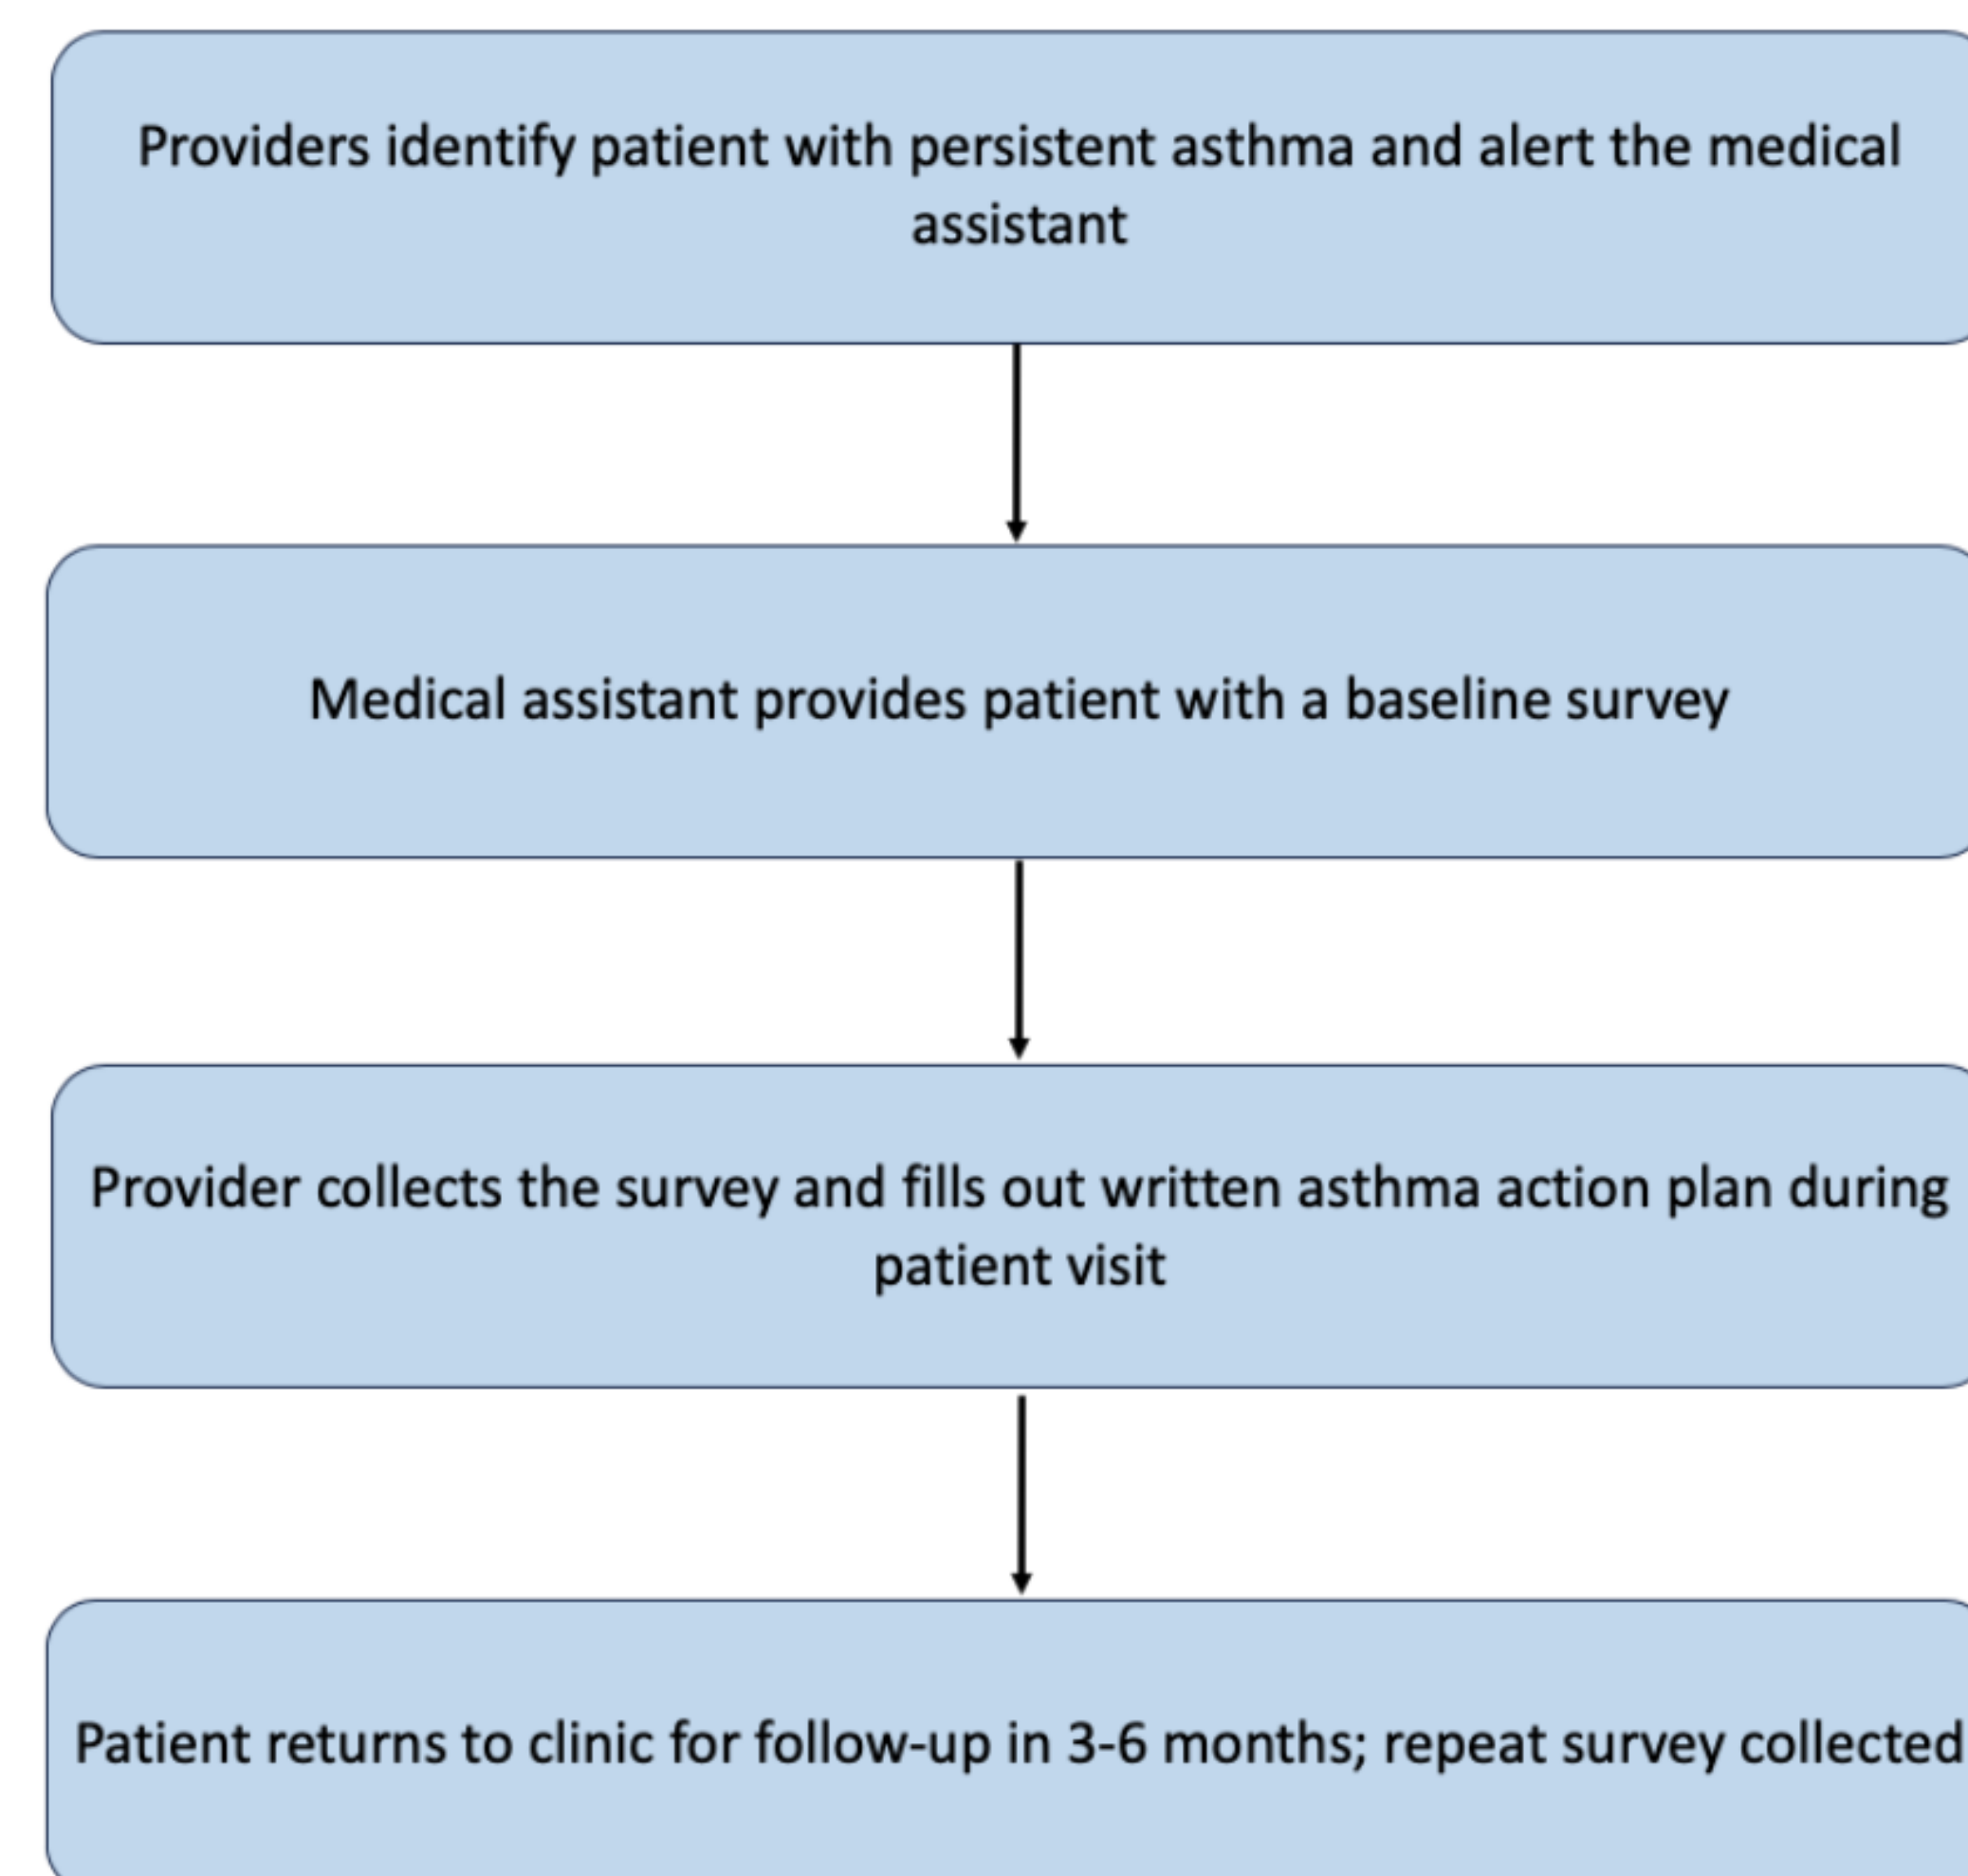 Providers identify patient with persistent asthma and alert the medical
assistant
Medical assistant provides patient with a baseline survey
Provider collects the survey and fills out written asthma action plan during
patient visit
Patient returns to clinic for follow-up in 3-6 months; repeat survey collected